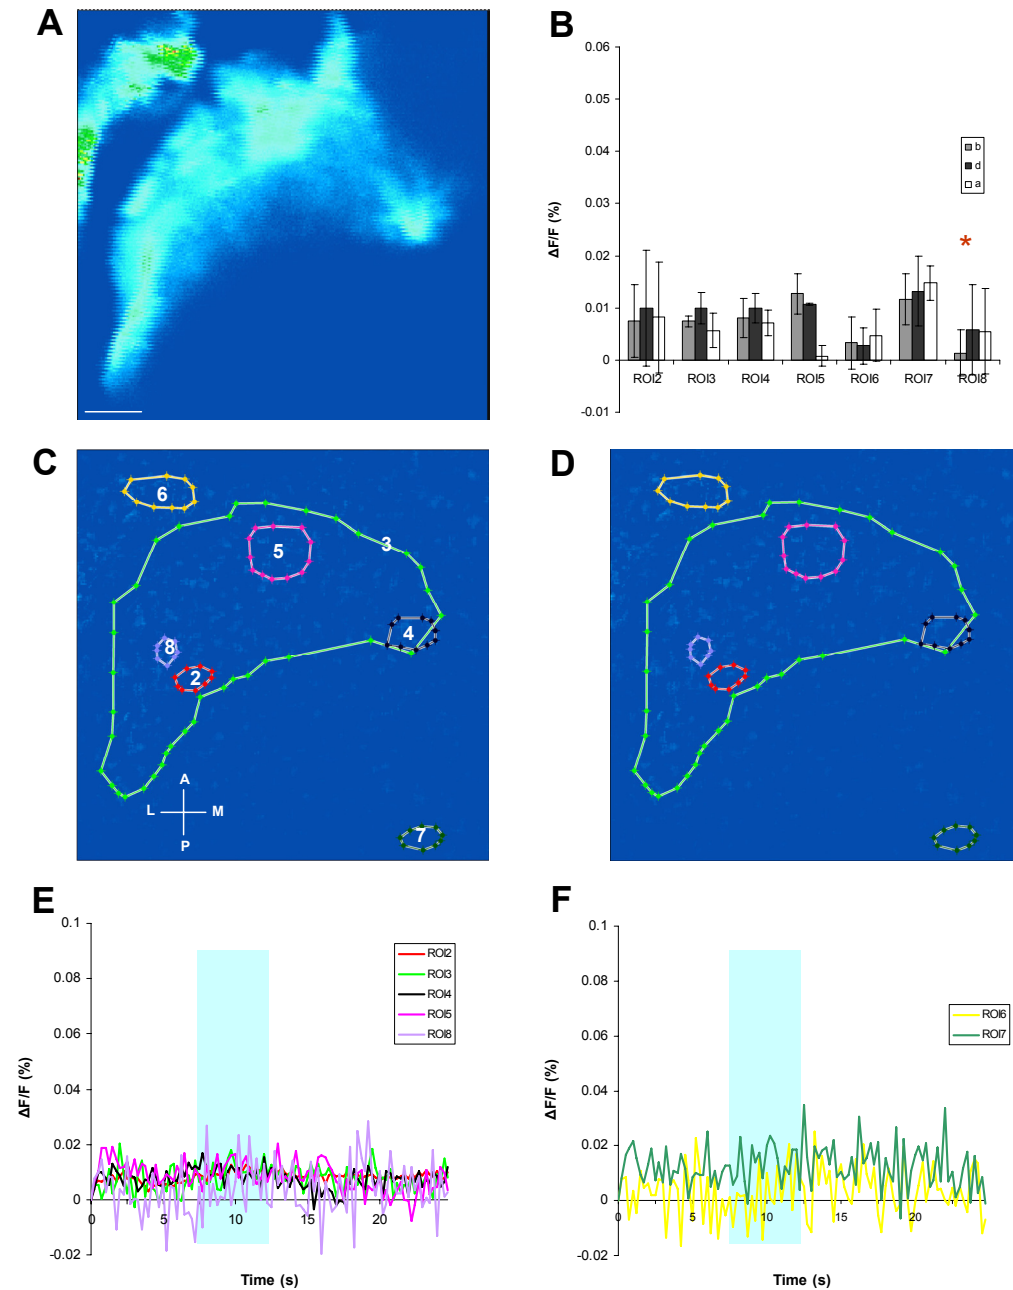 A
B
0.06
0.05
0.04
0.03
0.02
0.01
0
-0.01
ΔF/F (%)
b
d
a
*
ROI2 ROI3 ROI4 ROI5 ROI6 ROI7 ROI8
C
D
6
5
3
4
8
2
7
A
L M
P
E
0.1
0.08
0.06
0.04
0.02
0
-0.02
ΔF/F (%)
ROI2
ROI3
ROI4
ROI5
ROI8
0 5 10 15 20
Time (s)
F
0.1
0.08
0.06
0.04
0.02
0
-0.02
ΔF/F (%)
ROI6
ROI7
0 5 10 15 20
Time (s)